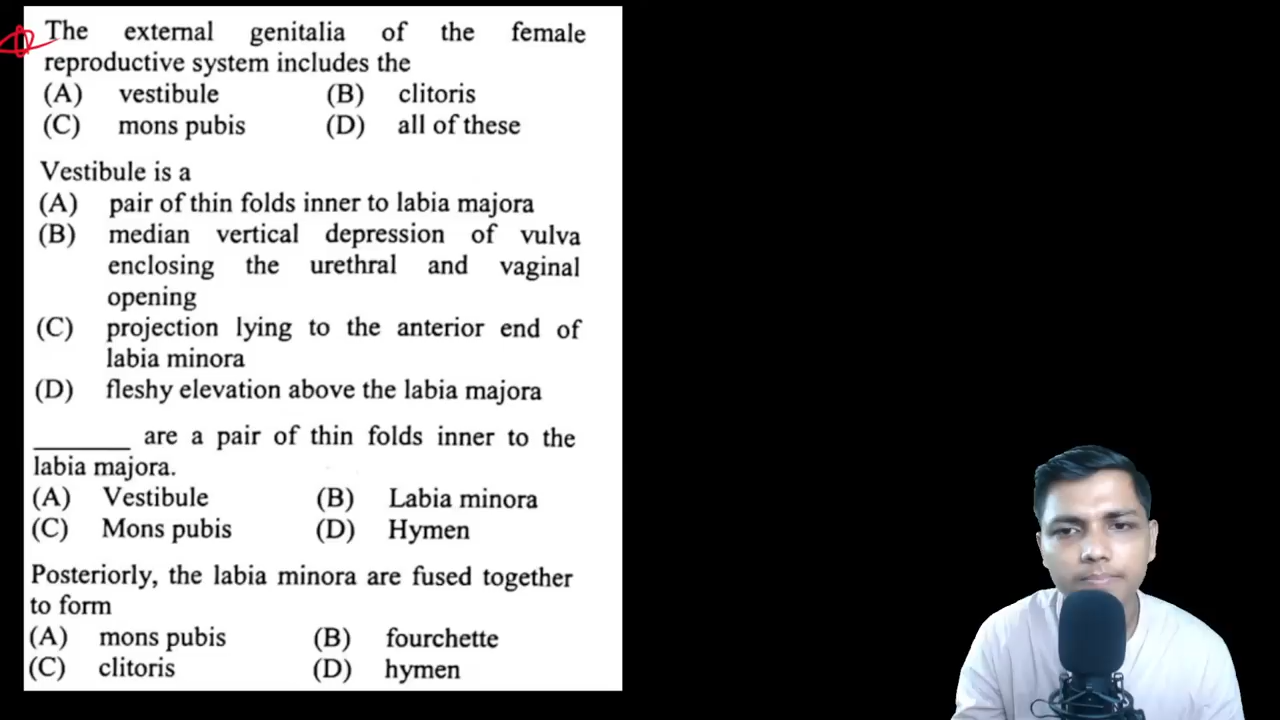 The external genitalia of the female
reproductive system includes the
(A) vestibule (B) clitoris
(C) mons pubis (D) all of these
Vestibule is a
(A) pair of thin folds inner to labia majora
(B) median vertical depression of vulva
enclosing the urethral and vaginal
opening
(C) projection lying to the anterior end of
labia minora
(D) fleshy elevation above the labia majora
________ are a pair of thin folds inner to the
labia majora.
(A) Vestibule (B) Labia minora
(C) Mons pubis (D) Hymen
Posteriorly, the labia minora are fused together
to form
(A) mons pubis (B) fourchette
(C) clitoris (D) hymen